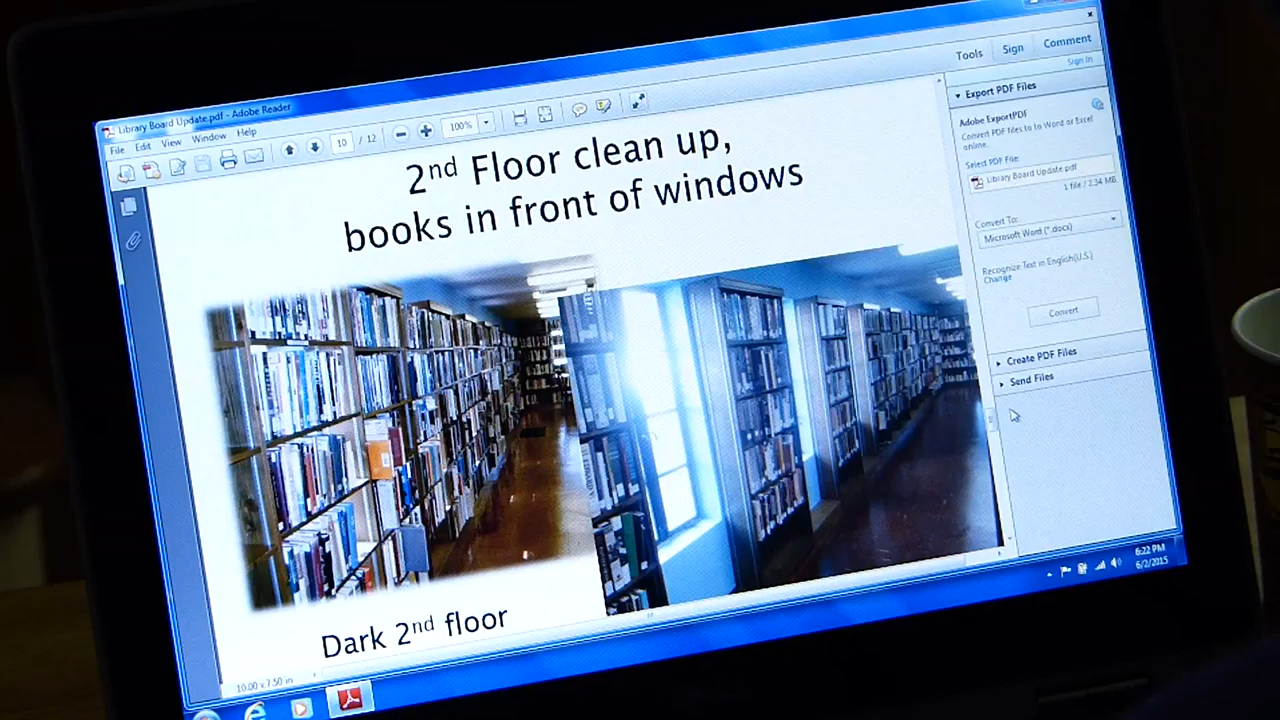 Library Board Update.pdf - Adobe Reader
File Edit View Window Help
10 / 12 100% Tools Sign Comment
Sign In
2nd Floor clean up,
books in front of windows
Dark 2nd floor
10.00 x 7.50 in
Export PDF Files
Adobe ExportPDF
Convert PDF files to to Word or Excel
online.
Select PDF File:
Library Board Update.pdf
1 file / 2.34 MB
Convert To:
Microsoft Word (*.docx)
Recognize Text in English(U.S.)
Change
Convert
Create PDF Files
Send Files
6:22 PM
6/2/2015